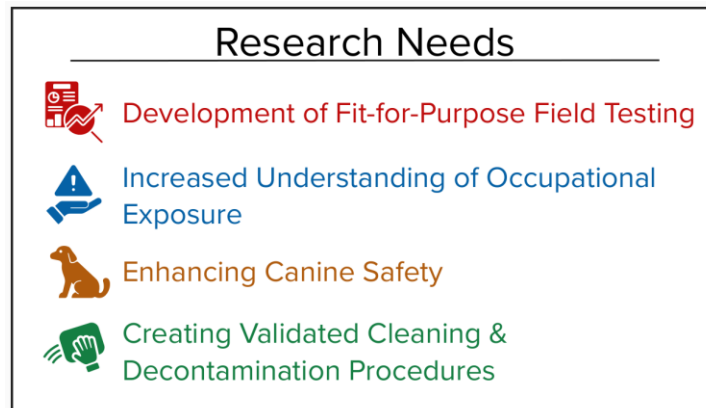 Research Needs
Development of Fit-for-Purpose Field Testing
Increased Understanding of Occupational
Exposure
Enhancing Canine Safety
Creating Validated Cleaning &
Decontamination Procedures